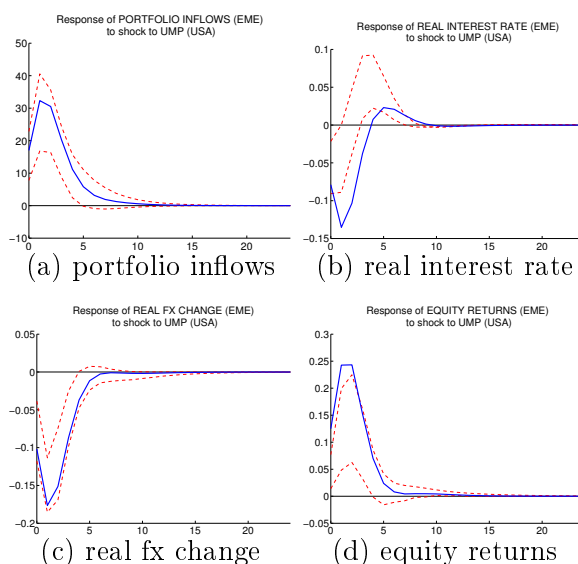 Response of PORTFOLIO INFLOWS (EME)
to shock to UMP (USA)
50
40
30
20
10
0
−10
0 5 10 15 20
(a) portfolio inflows
Response of REAL INTEREST RATE (EME)
to shock to UMP (USA)
0.1
0.05
0
−0.05
−0.1
−0.15
0 5 10 15 20
(b) real interest rate
Response of REAL FX CHANGE (EME)
to shock to UMP (USA)
0.05
0
−0.05
−0.1
−0.15
−0.2
0 5 10 15 20
(c) real fx change
Response of EQUITY RETURNS (EME)
to shock to UMP (USA)
0.3
0.25
0.2
0.15
0.1
0.05
0
−0.05
0 5 10 15 20
(d) equity returns